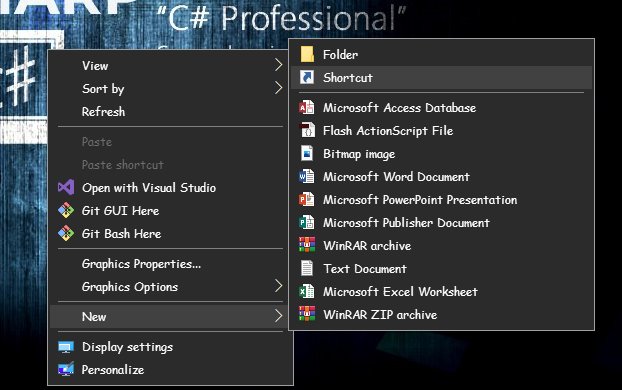 "C# Professional"
View
Sort by
Refresh
Paste
Paste shortcut
Open with Visual Studio
Git GUI Here
Git Bash Here
Graphics Properties...
Graphics Options
New
Display settings
Personalize
Folder
Shortcut
Microsoft Access Database
Flash ActionScript File
Bitmap image
Microsoft Word Document
Microsoft PowerPoint Presentation
Microsoft Publisher Document
WinRAR archive
Text Document
Microsoft Excel Worksheet
WinRAR ZIP archive